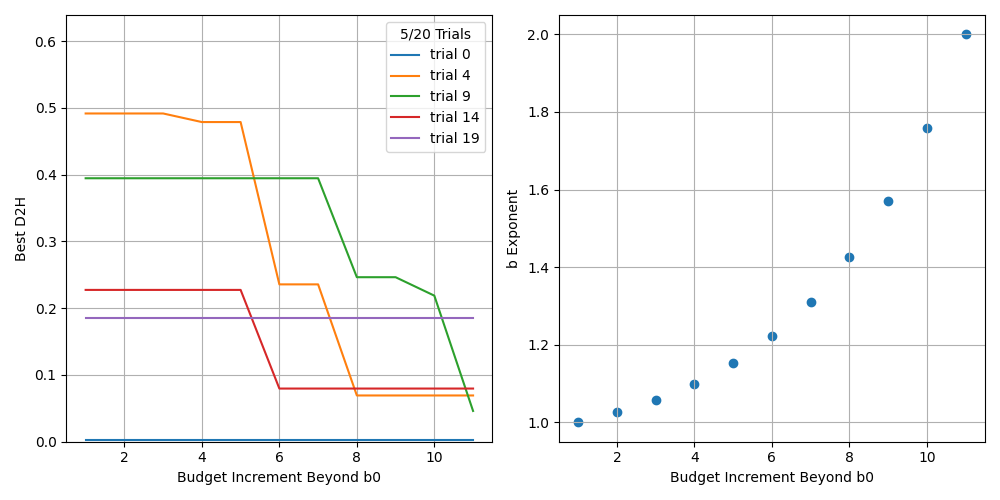 5/20 Trials
trial 0
trial 4
trial 9
trial 14
trial 19
Best D2H
0.6
0.5
0.4
0.3
0.2
0.1
0.0
2 4 6 8 10
Budget Increment Beyond b0
b Exponent
2.0
1.8
1.6
1.4
1.2
1.0
2 4 6 8 10
Budget Increment Beyond b0